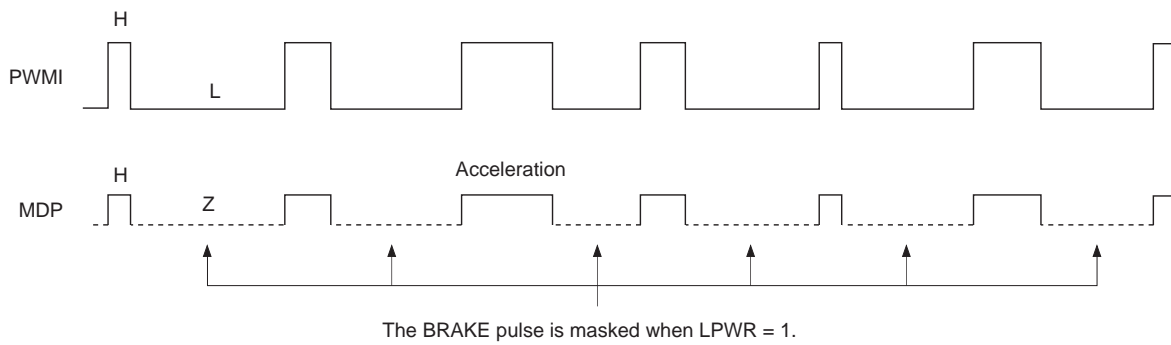 H
PWMI
L
Acceleration
H
MDP
Z
The BRAKE pulse is masked when LPWR = 1.